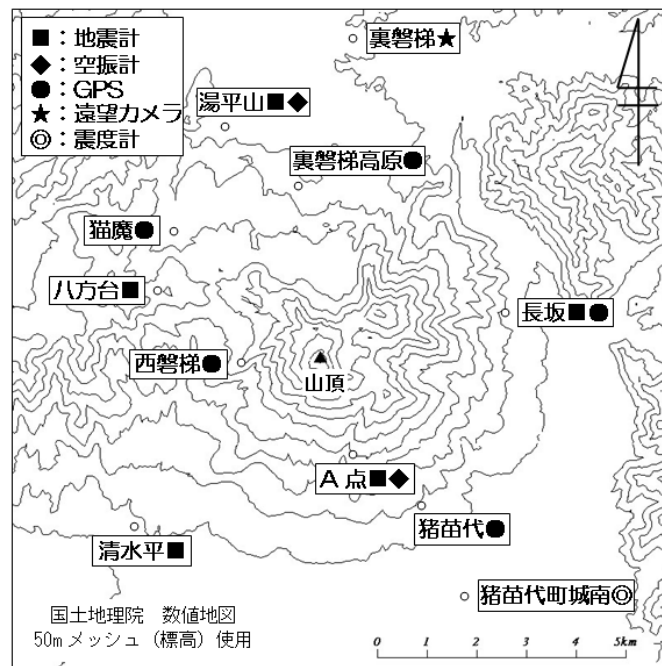 ■：地震計
◆：空振計
●：GPS
★：遠望カメラ
◎：震度計
裏磐梯★
湯平山■◆
裏磐梯高原●
猫魔●
八方台■
長坂■●
西磐梯●
山頂
A点■◆
猪苗代●
清水平■
猪苗代町城南◎
国土地理院 数値地図
50mメッシュ（標高）使用
0 1 2 3 4 5km